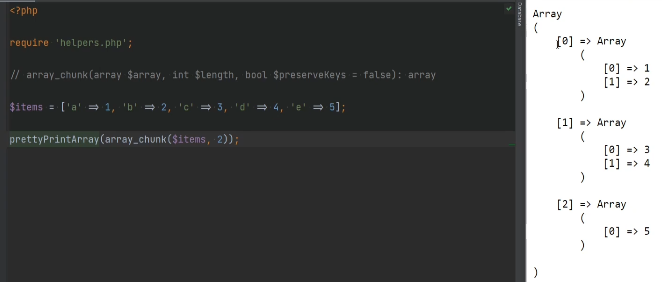 <?php
require 'helpers.php';
// array_chunk(array $array, int $length, bool $preserveKeys = false): array
$items = ['a' => 1, 'b' => 2, 'c' => 3, 'd' => 4, 'e' => 5];
prettyPrintArray(array_chunk($items, 2));
Database
Array
(
[0] => Array
(
[0] => 1
[1] => 2
)
[1] => Array
(
[0] => 3
[1] => 4
)
[2] => Array
(
[0] => 5
)
)